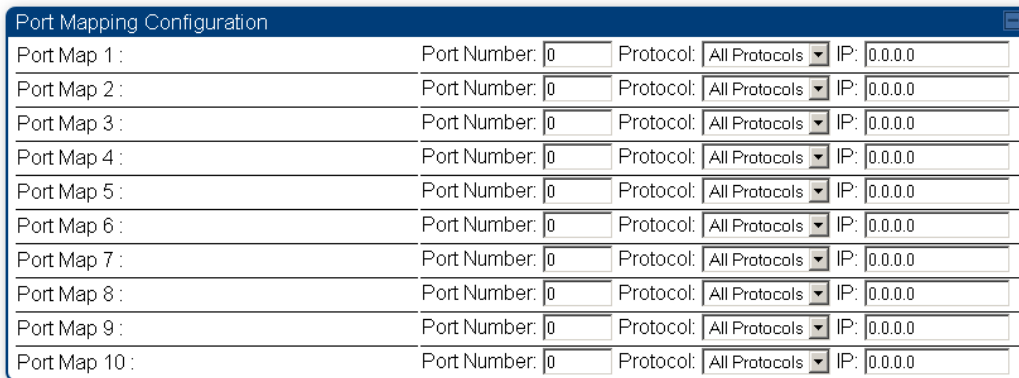 Port Mapping Configuration
Port Map 1 : Port Number: 0 Protocol: All Protocols IP: 0.0.0.0
Port Map 2 : Port Number: 0 Protocol: All Protocols IP: 0.0.0.0
Port Map 3 : Port Number: 0 Protocol: All Protocols IP: 0.0.0.0
Port Map 4 : Port Number: 0 Protocol: All Protocols IP: 0.0.0.0
Port Map 5 : Port Number: 0 Protocol: All Protocols IP: 0.0.0.0
Port Map 6 : Port Number: 0 Protocol: All Protocols IP: 0.0.0.0
Port Map 7 : Port Number: 0 Protocol: All Protocols IP: 0.0.0.0
Port Map 8 : Port Number: 0 Protocol: All Protocols IP: 0.0.0.0
Port Map 9 : Port Number: 0 Protocol: All Protocols IP: 0.0.0.0
Port Map 10 : Port Number: 0 Protocol: All Protocols IP: 0.0.0.0